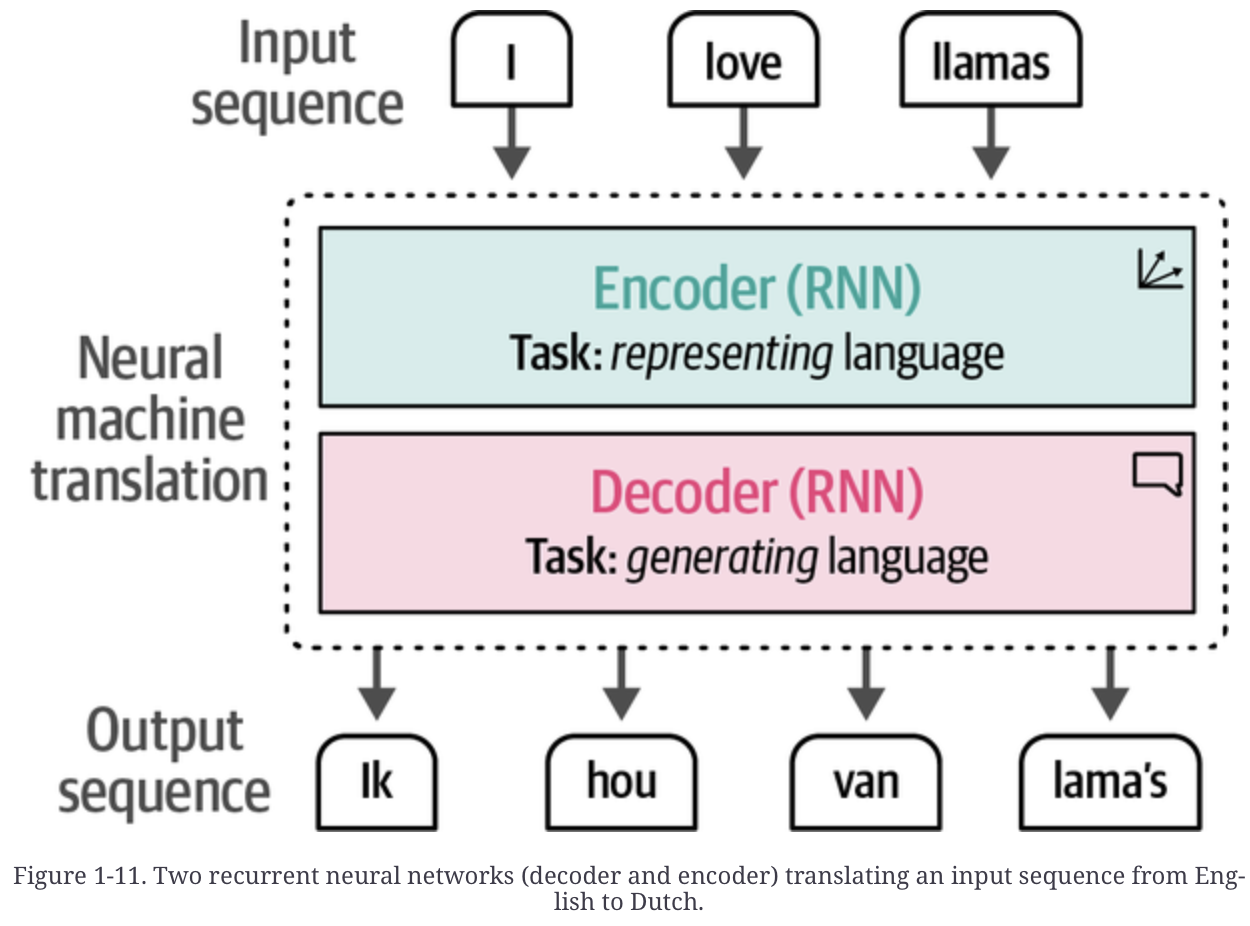 Input
sequence
I
love
llamas
Neural
machine
translation
Encoder (RNN)
Task: representing language
Decoder (RNN)
Task: generating language
Output
sequence
Ik
hou
van
lama's
Figure 1-11. Two recurrent neural networks (decoder and encoder) translating an input sequence from Eng-
lish to Dutch.